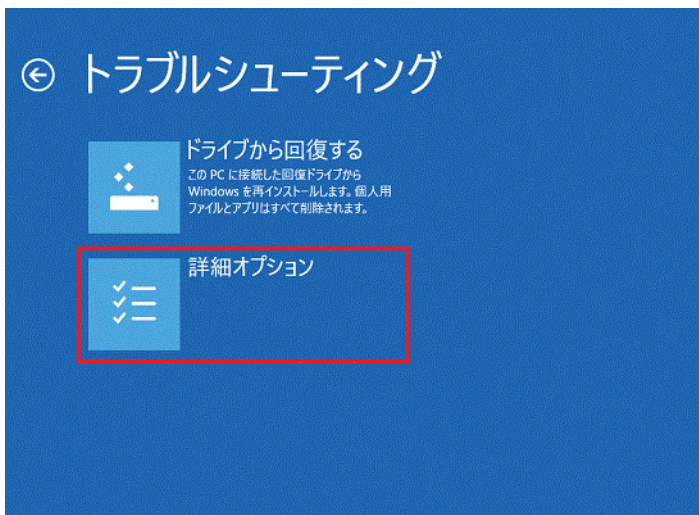 トラブルシューティング
ドライブから回復する
この PC に接続した回復ドライブから
Windows を再インストールします。個人用
ファイルとアプリはすべて削除されます。
詳細オプション